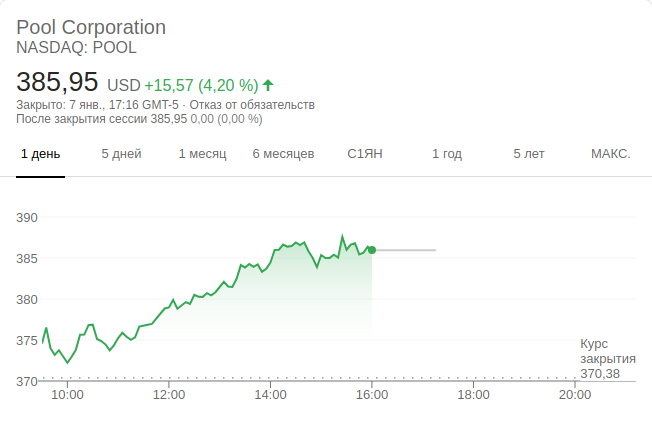 Pool Corporation
NASDAQ: POOL
385,95 USD +15,57 (4,20 %)
Закрыто: 7 янв., 17:16 GMT-5 · Отказ от обязательств
После закрытия сессии 385,95 0,00 (0,00 %)
1 день 5 дней 1 месяц 6 месяцев С1ЯН 1 год 5 лет МАКС.
390
385
380
375
370
Курс
закрытия
370,38
10:00 12:00 14:00 16:00 18:00 20:00